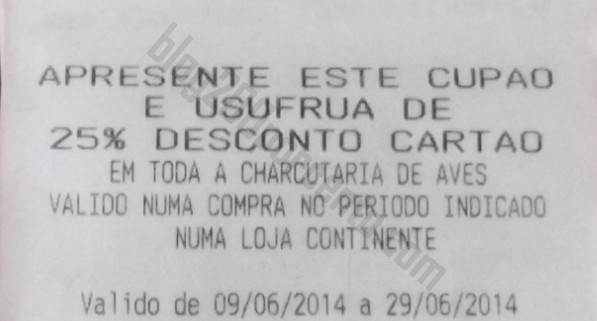 APRESENTE ESTE CUPAO
E USUFRUA DE
25% DESCONTO CARTAO
EM TODA A CHARCUTARIA DE AVES
VALIDO NUMA COMPRA NO PERIODO INDICADO
NUMA LOJA CONTINENTE
Valido de 09/06/2014 a 29/06/2014